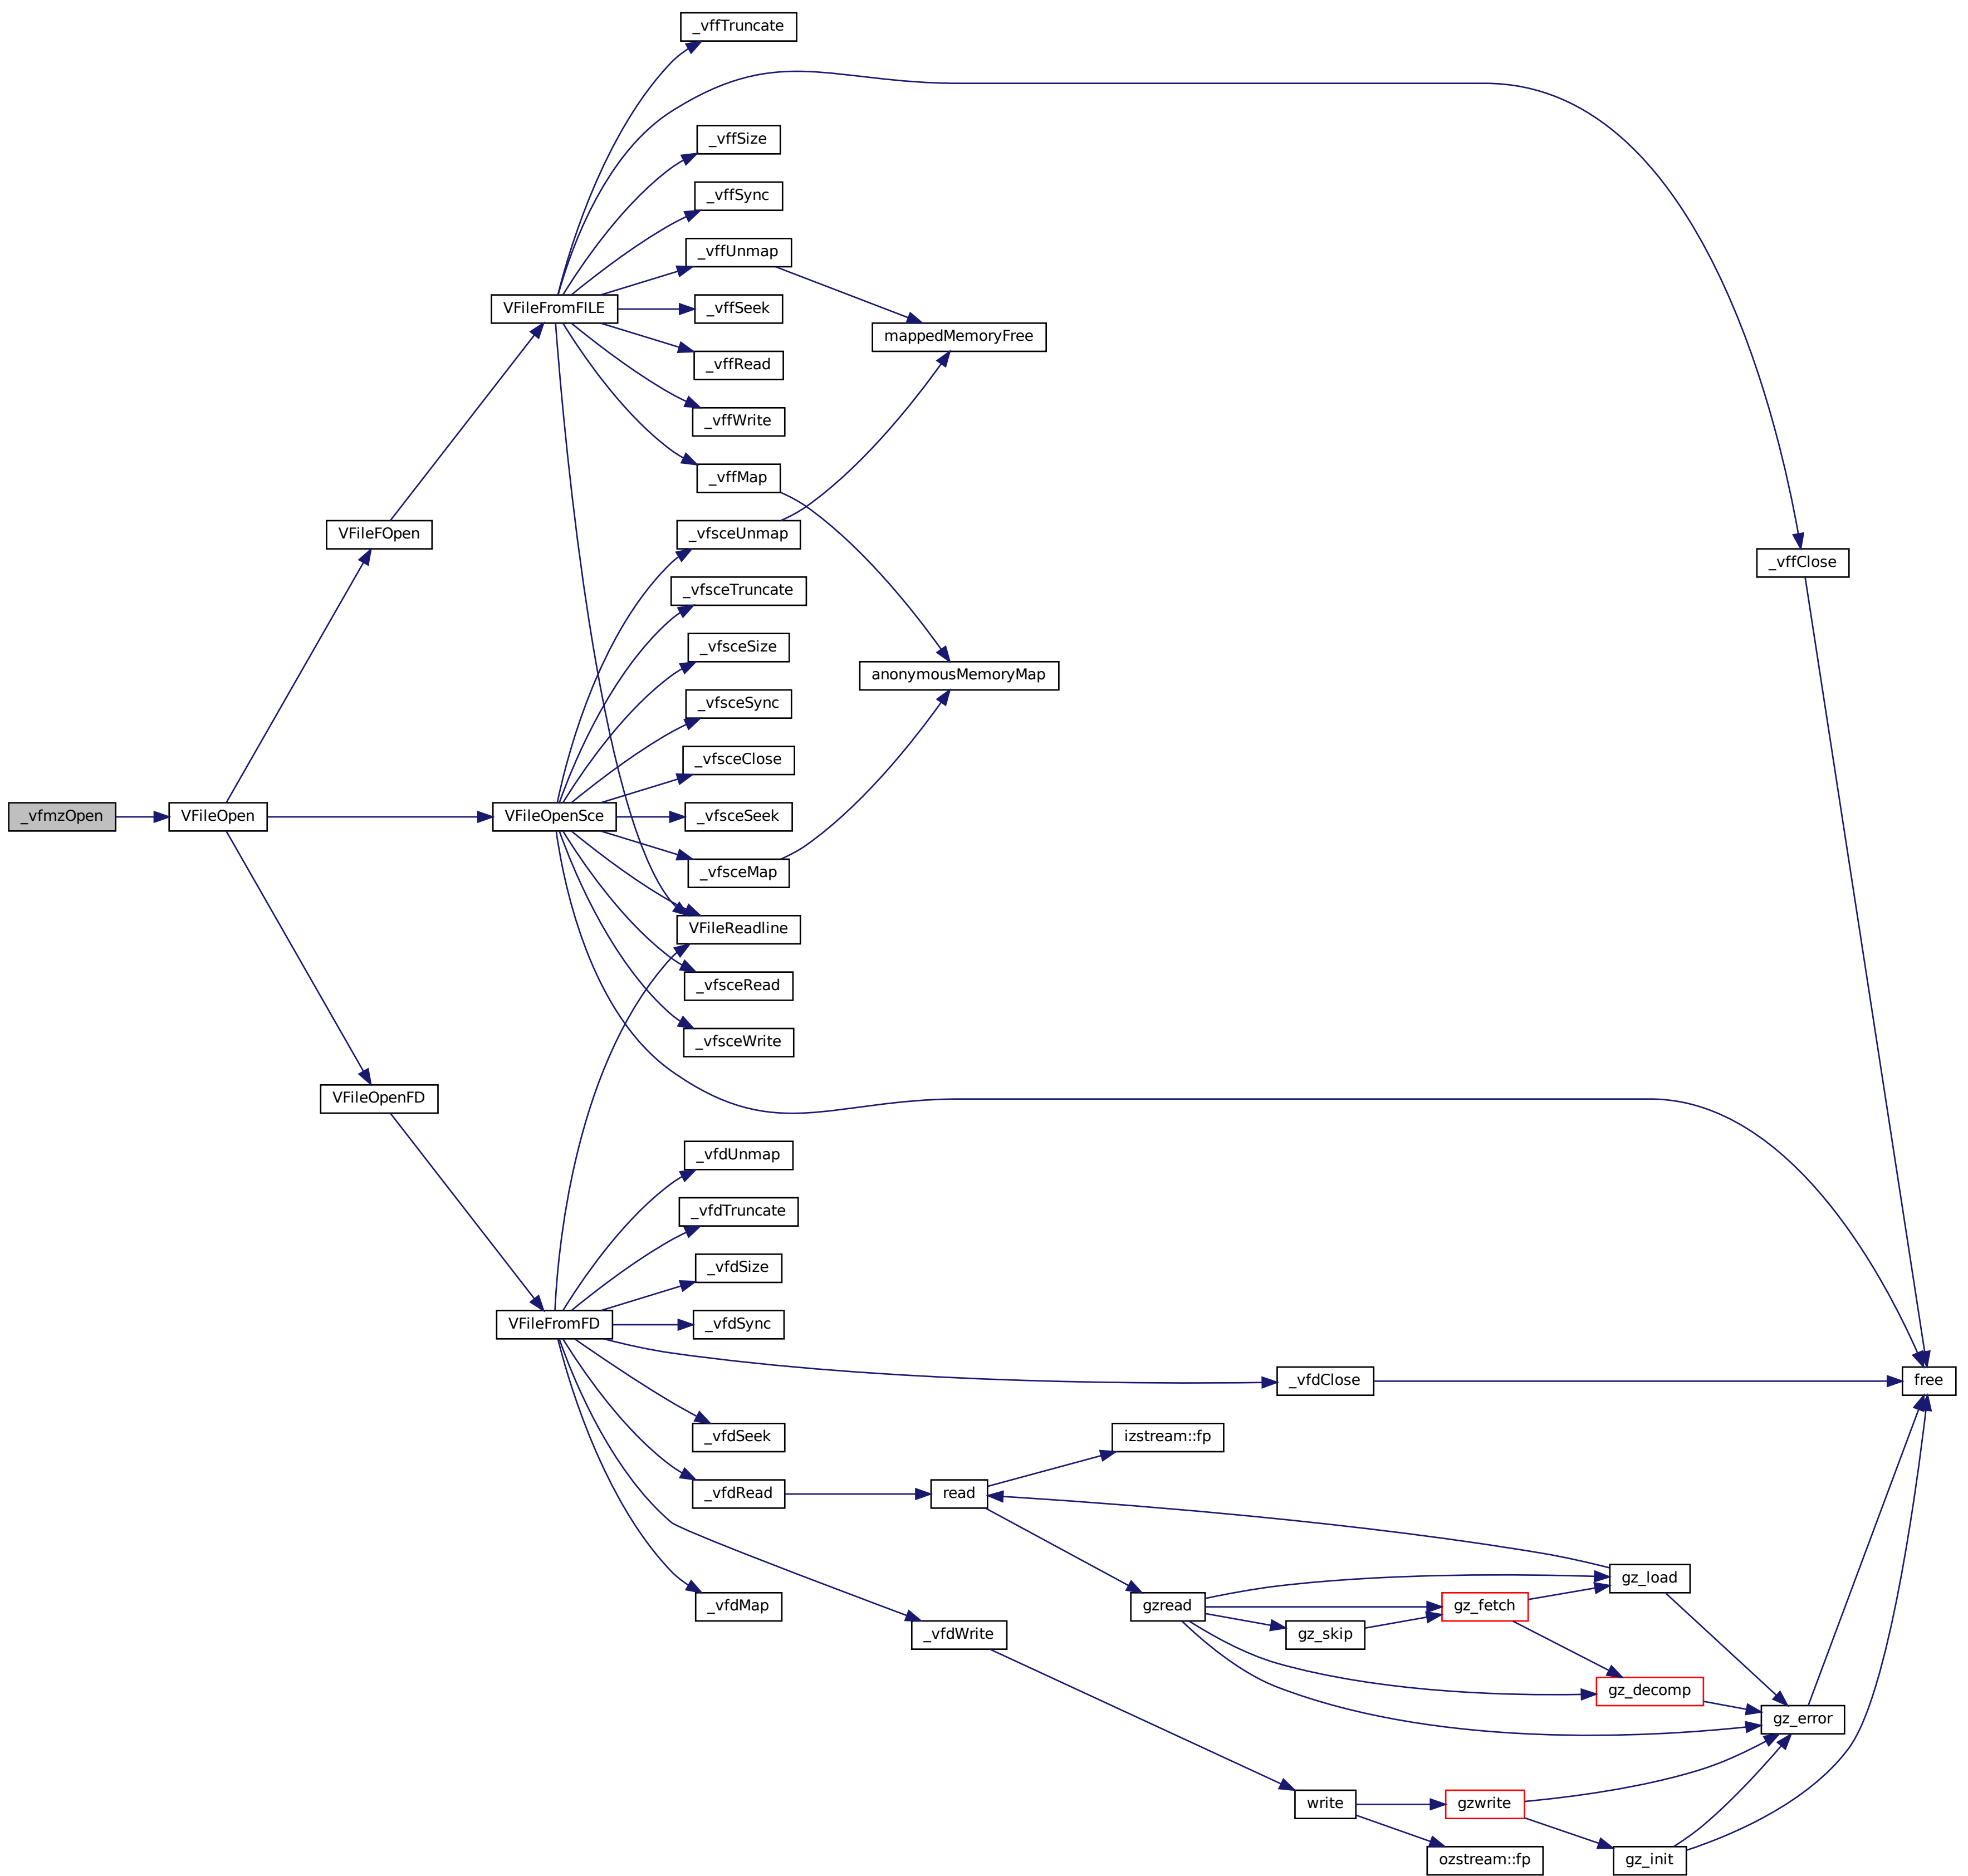 _vffTruncate
_vffSize
_vffSync
_vffUnmap
VFileFromFILE
_vffSeek
mappedMemoryFree
_vffRead
_vffWrite
_vffMap
VFileFOpen
_vfsceUnmap
_vffClose
_vfsceTruncate
_vfsceSize
anonymousMemoryMap
_vfsceSync
_vfsceClose
_vfmzOpen
VFileOpen
VFileOpenSce
_vfsceSeek
_vfsceMap
VFileReadline
_vfsceRead
_vfsceWrite
VFileOpenFD
_vfdUnmap
_vfdTruncate
_vfdSize
VFileFromFD
_vfdSync
_vfdClose
free
_vfdSeek
izstream::fp
_vfdRead
read
gz_load
_vfdMap
gzread
gz_fetch
_vfdWrite
gz_skip
gz_decomp
gz_error
write
gzwrite
ozstream::fp
gz_init